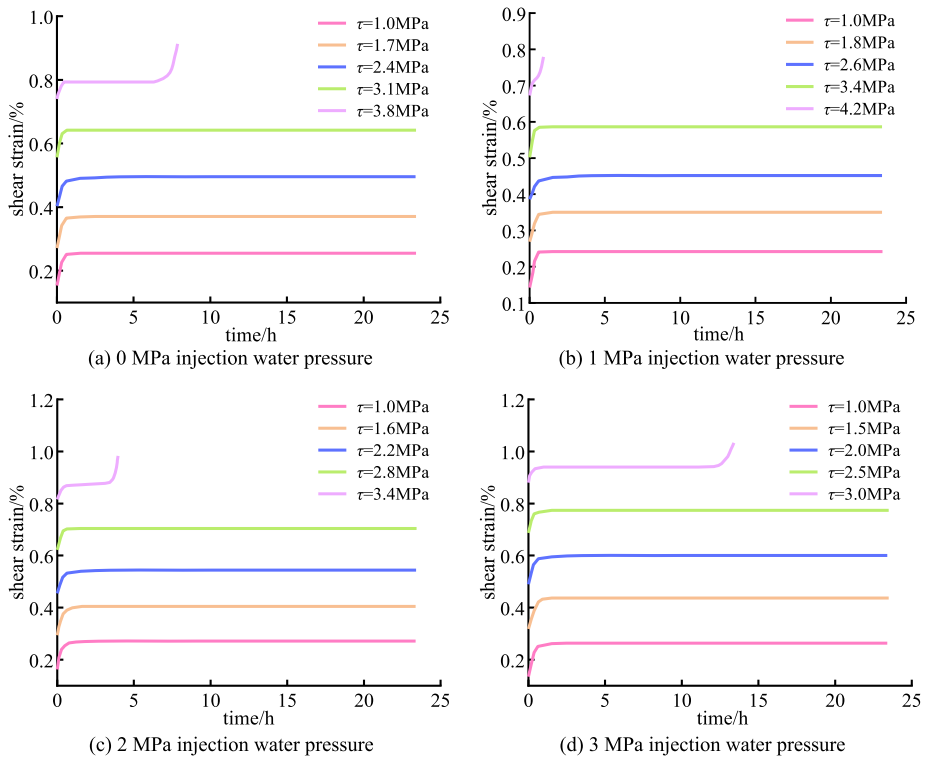 1.0
0.8
0.6
0.4
0.2
shear strain/%
τ=1.0MPa
τ=1.7MPa
τ=2.4MPa
τ=3.1MPa
τ=3.8MPa
0 5 10 15 20 25
time/h
(a) 0 MPa injection water pressure
0.9
0.8
0.7
0.6
0.5
0.4
0.3
0.2
0.1
shear strain/%
τ=1.0MPa
τ=1.8MPa
τ=2.6MPa
τ=3.4MPa
τ=4.2MPa
0 5 10 15 20 25
time/h
(b) 1 MPa injection water pressure
1.2
1.0
0.8
0.6
0.4
0.2
shear strain/%
τ=1.0MPa
τ=1.6MPa
τ=2.2MPa
τ=2.8MPa
τ=3.4MPa
0 5 10 15 20 25
time/h
(c) 2 MPa injection water pressure
1.2
1.0
0.8
0.6
0.4
0.2
shear strain/%
τ=1.0MPa
τ=1.5MPa
τ=2.0MPa
τ=2.5MPa
τ=3.0MPa
0 5 10 15 20 25
time/h
(d) 3 MPa injection water pressure